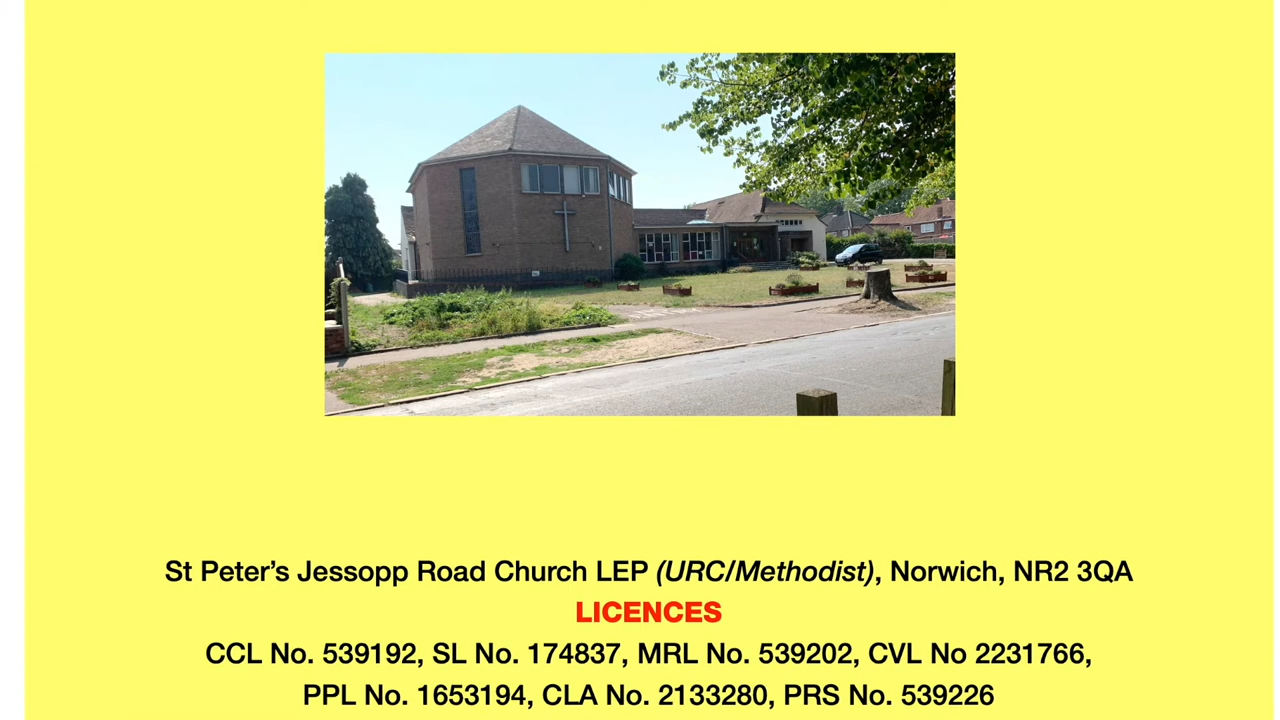 St Peter’s Jessopp Road Church LEP (URC/Methodist), Norwich, NR2 3QA
LICENCES
CCL No. 539192, SL No. 174837, MRL No. 539202, CVL No 2231766,
PPL No. 1653194, CLA No. 2133280, PRS No. 539226